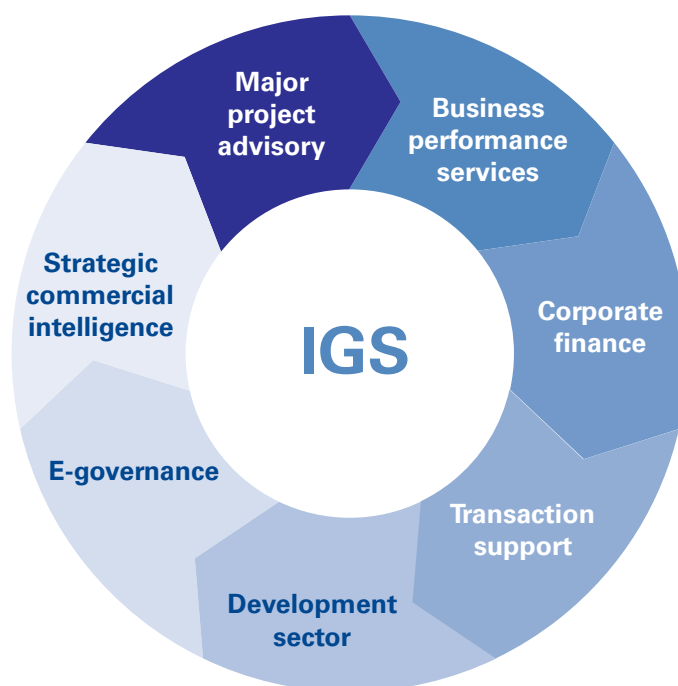 Major
project
advisory
Business
performance
services
Corporate
finance
Transaction
support
Development
sector
E-governance
Strategic
commercial
intelligence
IGS